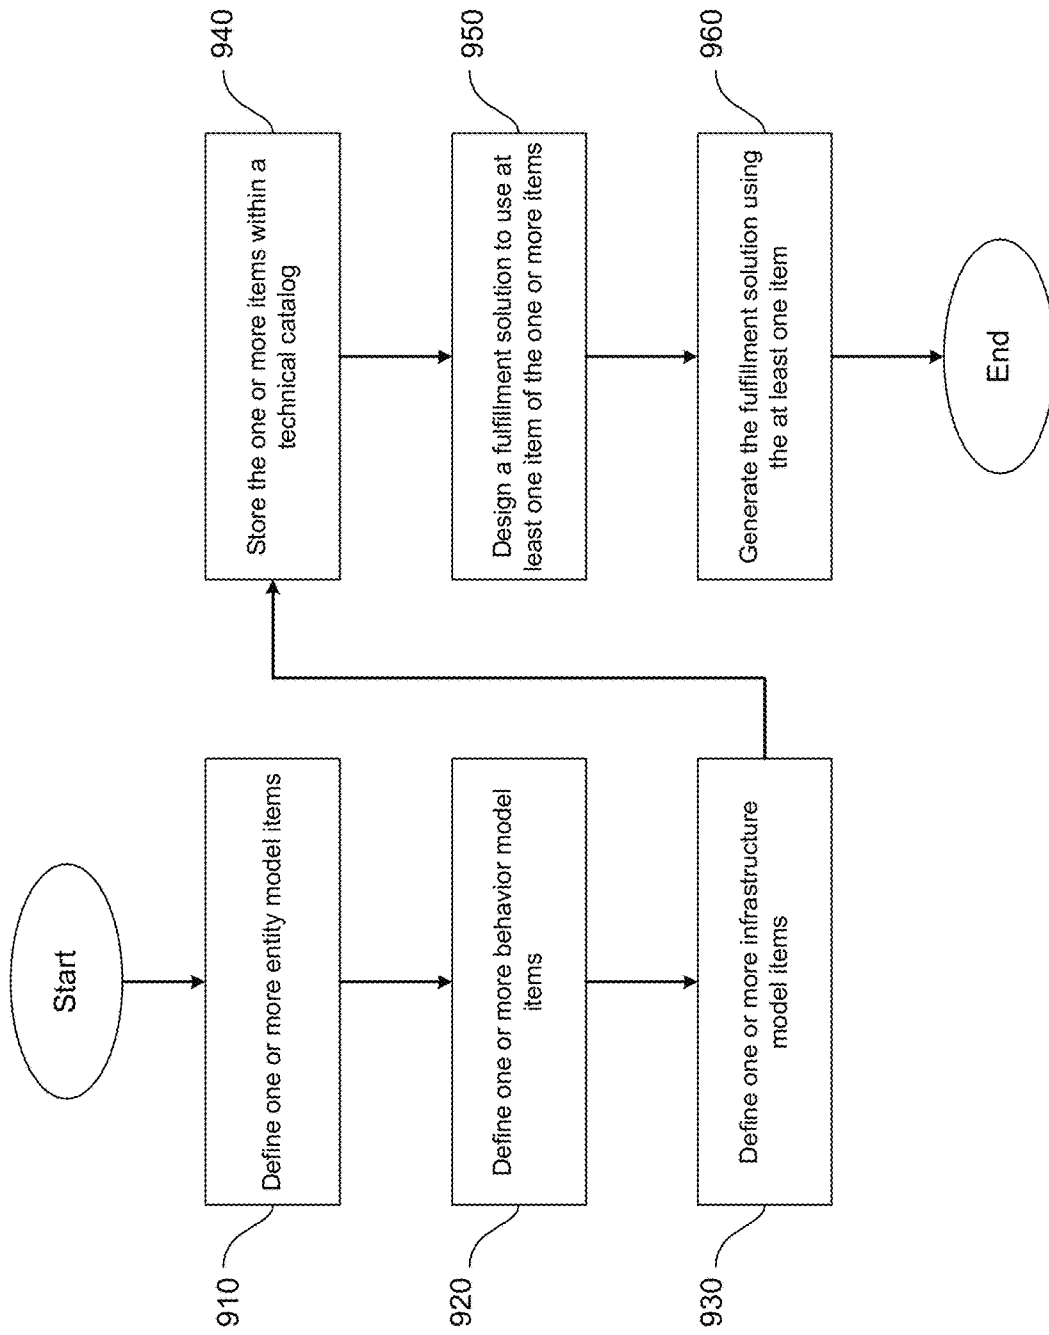 Start
910
Define one or more entity model items
920
Define one or more behavior model
items
930
Define one or more infrastructure
model items
940
Store the one or more items within a
technical catalog
950
Design a fulfillment solution to use at
least one item of the one or more items
960
Generate the fulfillment solution using
the at least one item
End